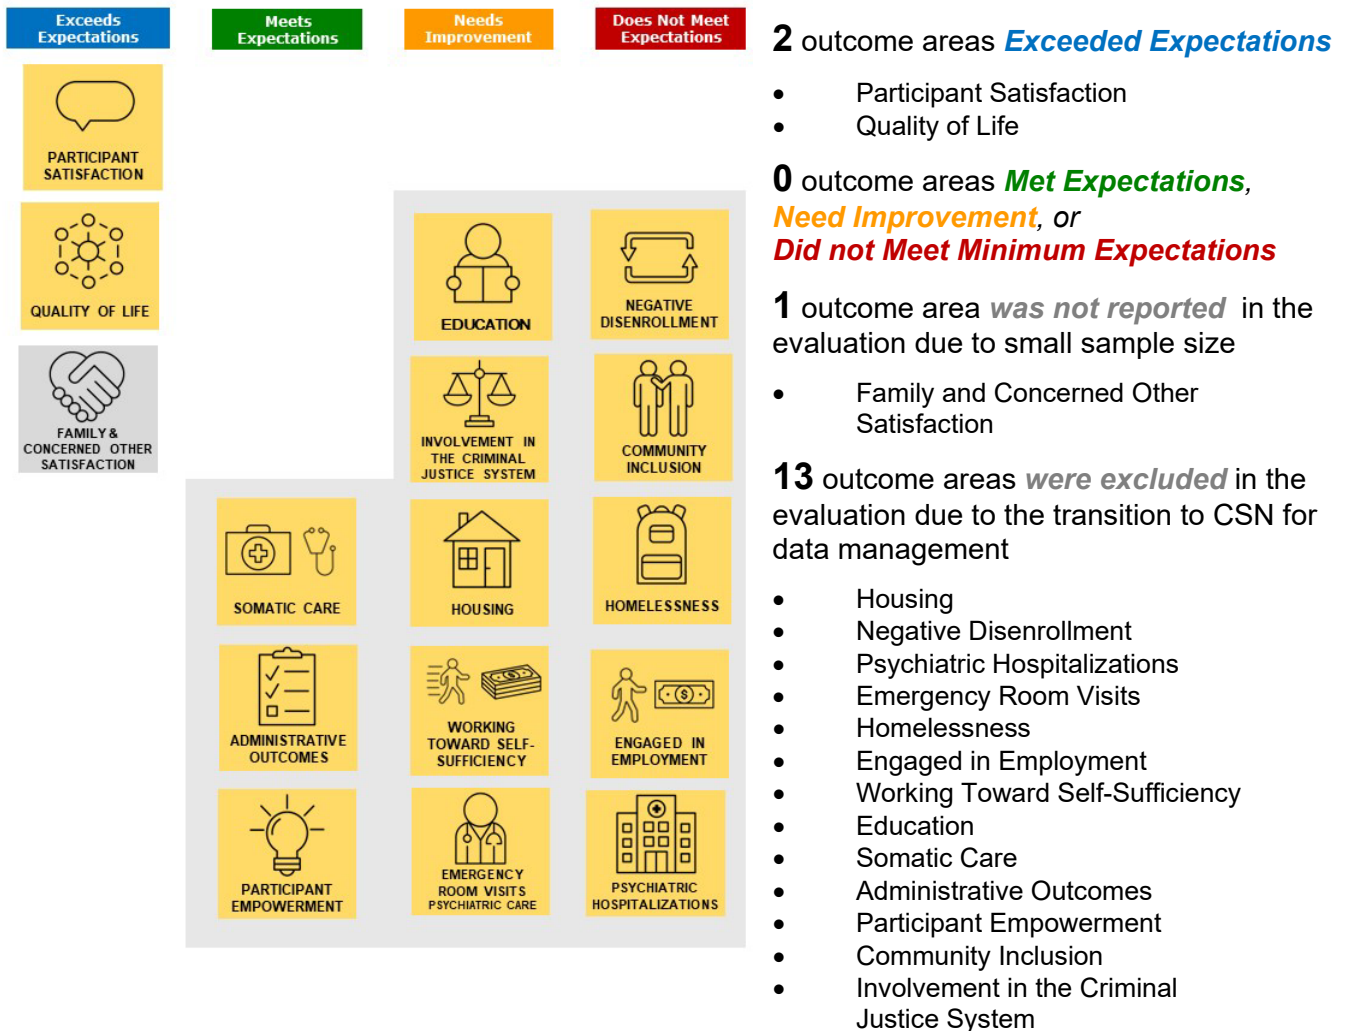 Exceeds
Expectations
Meets
Expectations
Needs
Improvement
Does Not Meet
Expectations
PARTICIPANT
SATISFACTION
QUALITY OF LIFE
FAMILY &
CONCERNED OTHER
SATISFACTION
SOMATIC CARE
ADMINISTRATIVE
OUTCOMES
PARTICIPANT
EMPOWERMENT
EDUCATION
INVOLVEMENT IN
THE CRIMINAL
JUSTICE SYSTEM
HOUSING
WORKING
TOWARD SELF-
SUFFICIENCY
EMERGENCY
ROOM VISITS
PSYCHIATRIC CARE
NEGATIVE
DISENROLLMENT
COMMUNITY
INCLUSION
HOMELESSNESS
ENGAGED IN
EMPLOYMENT
PSYCHIATRIC
HOSPITALIZATIONS
2 outcome areas Exceeded Expectations
• Participant Satisfaction
• Quality of Life
0 outcome areas Met Expectations,
Need Improvement, or
Did not Meet Minimum Expectations
1 outcome area was not reported in the
evaluation due to small sample size
• Family and Concerned Other
Satisfaction
13 outcome areas were excluded in the
evaluation due to the transition to CSN for
data management
• Housing
• Negative Disenrollment
• Psychiatric Hospitalizations
• Emergency Room Visits
• Homelessness
• Engaged in Employment
• Working Toward Self-Sufficiency
• Education
• Somatic Care
• Administrative Outcomes
• Participant Empowerment
• Community Inclusion
• Involvement in the Criminal
Justice System